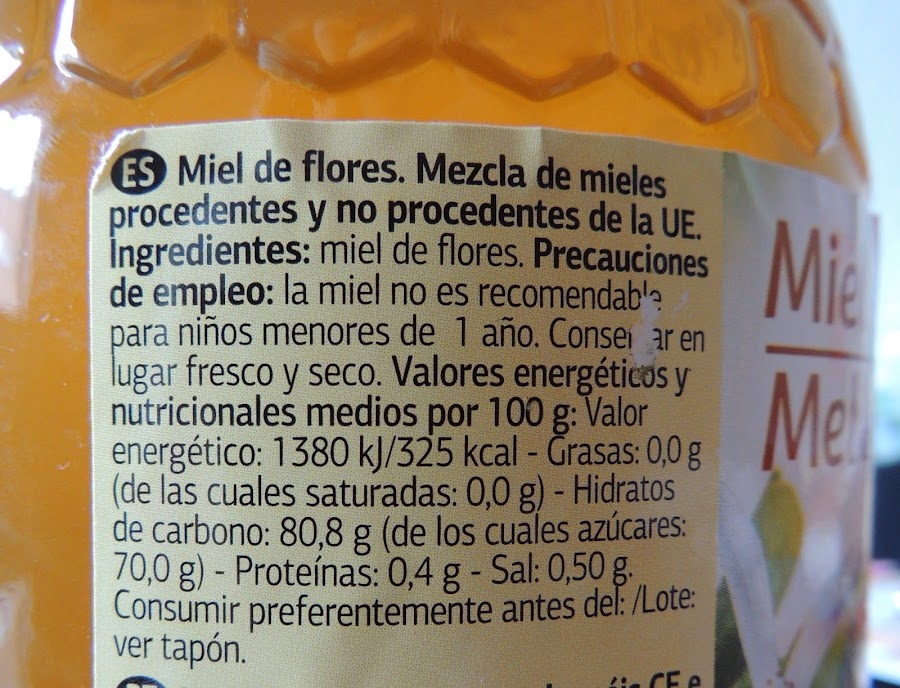 ES Miel de flores. Mezcla de mieles
procedentes y no procedentes de la UE.
Ingredientes: miel de flores. Precauciones
de empleo: la miel no es recomendable
para niños menores de 1 año. Conservar en
lugar fresco y seco. Valores energéticos y
nutricionales medios por 100 g: Valor
energético: 1380 kJ/325 kcal - Grasas: 0,0 g
(de las cuales saturadas: 0,0 g) - Hidratos
de carbono: 80,8 g (de los cuales azúcares:
70,0 g) - Proteínas: 0,4 g - Sal: 0,50 g.
Consumir preferentemente antes del: /Lote:
ver tapón.
CE e
Miel